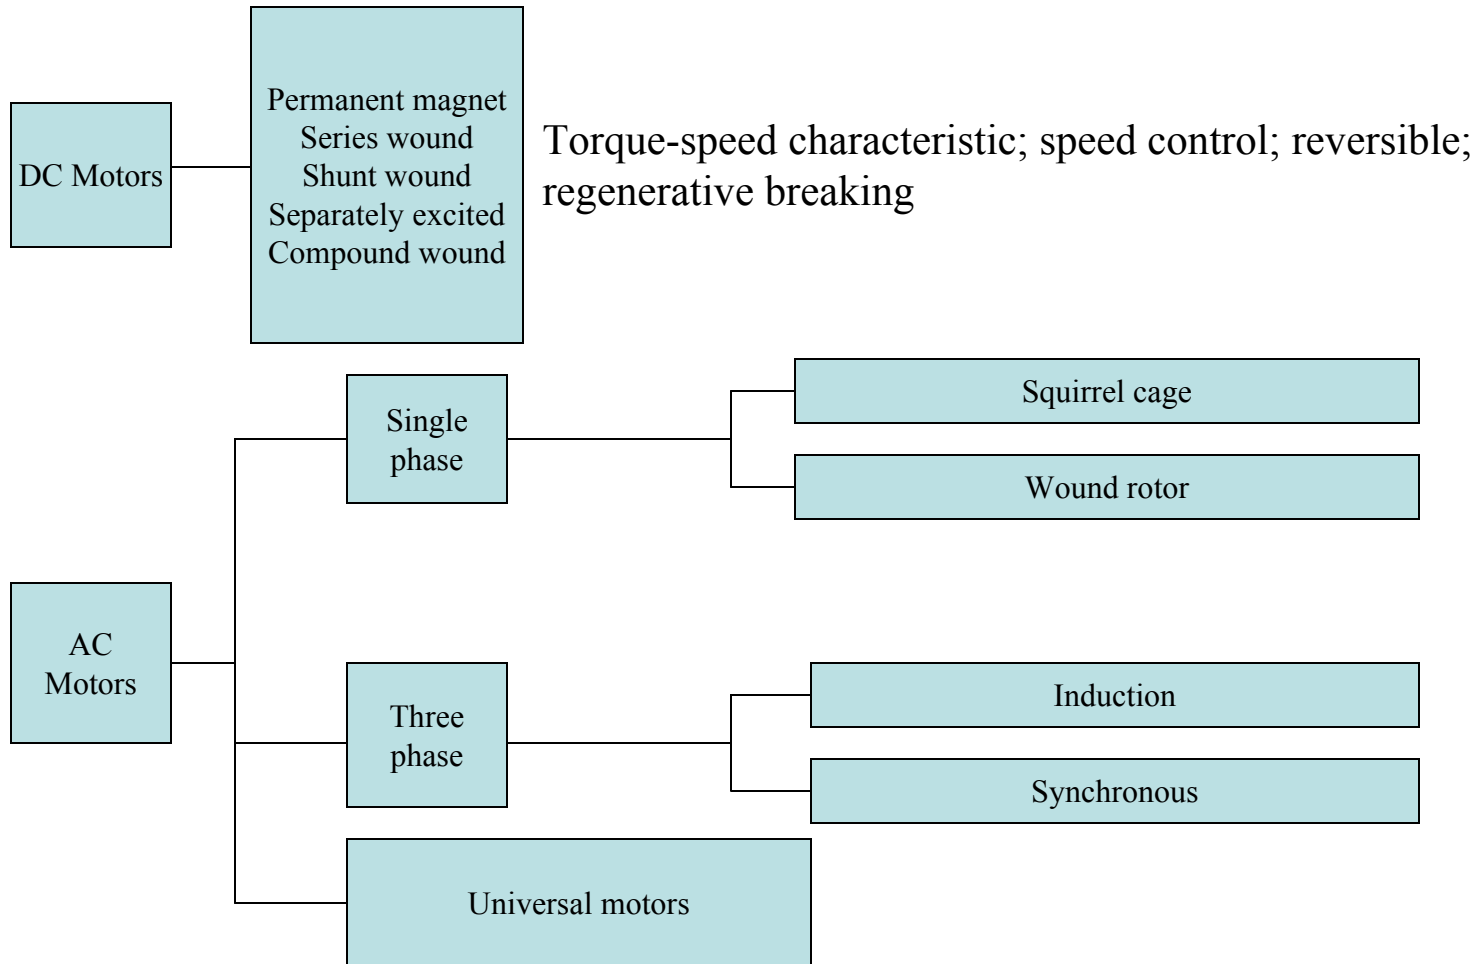 DC Motors
Permanent magnet
Series wound
Shunt wound
Separately excited
Compound wound
Torque-speed characteristic; speed control; reversible;
regenerative breaking
AC
Motors
Single
phase
Squirrel cage
Wound rotor
Three
phase
Induction
Synchronous
Universal motors